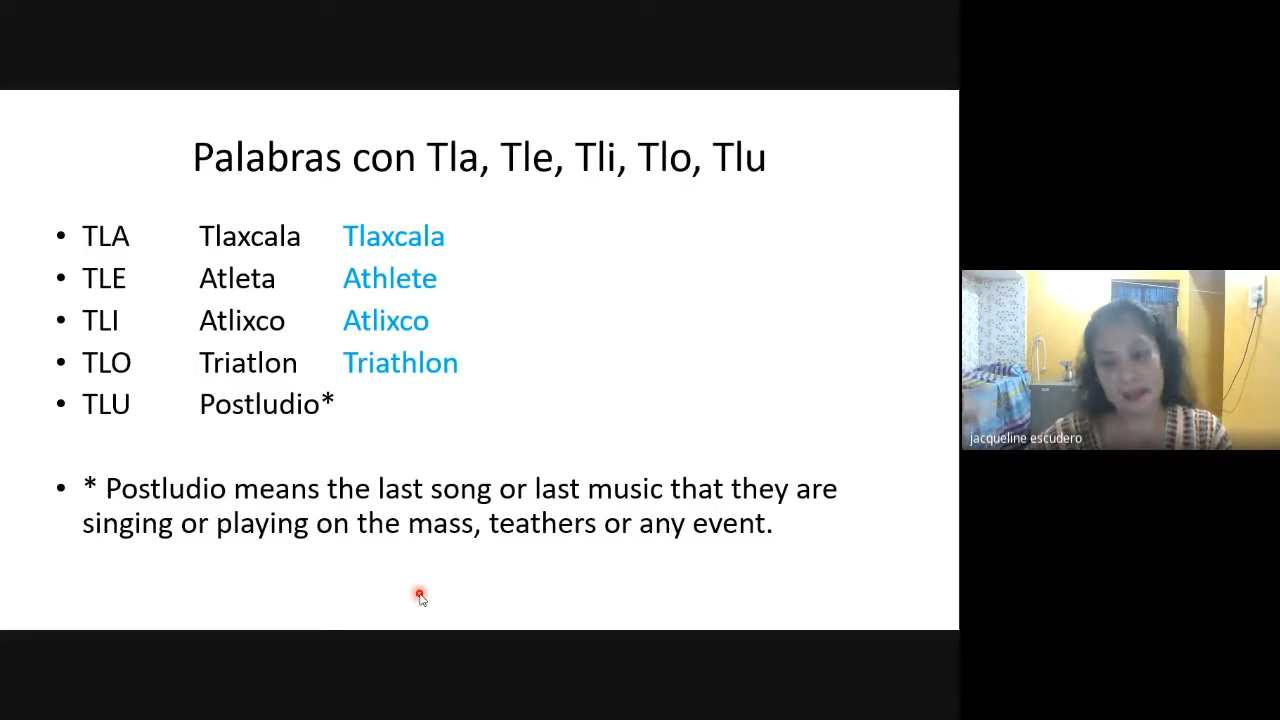 Palabras con Tla, Tle, Tli, Tlo, Tlu
• TLA Tlaxcala Tlaxcala
• TLE Atleta Athlete
• TLI Atlixco Atlixco
• TLO Triatlon Triathlon
• TLU Postludio*
• * Postludio means the last song or last music that they are
singing or playing on the mass, teathers or any event.
jacqueline escudero